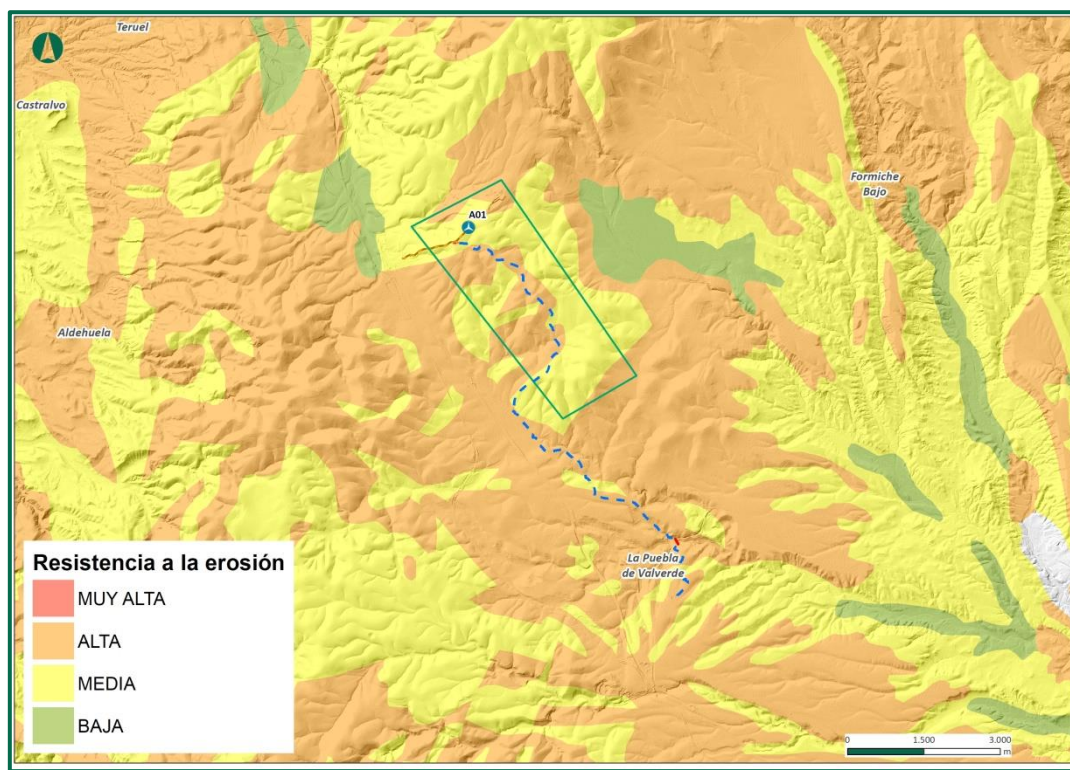 Teruel
Castralvo
Formiche
Bajo
A01
Aldehuela
La Puebla
de Valverde
Resistencia a la erosión
MUY ALTA
ALTA
MEDIA
BAJA
0 1.500 3.000
m